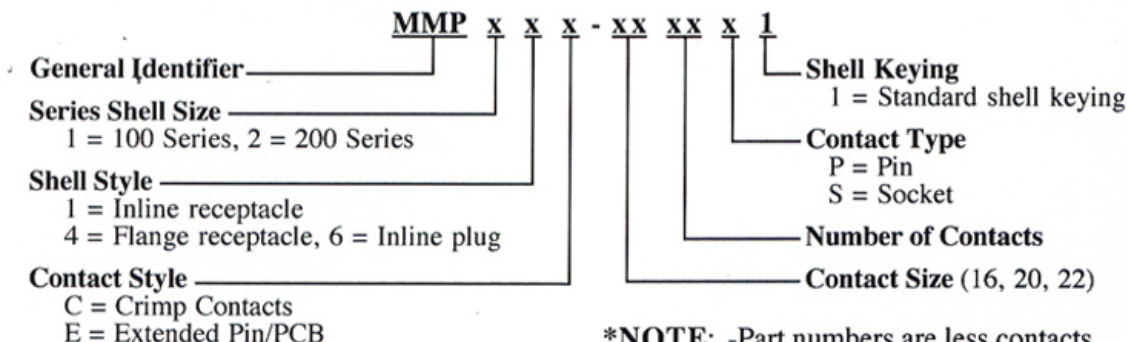 MMP x x x - xx xx x 1
General Identifier
Series Shell Size
1 = 100 Series, 2 = 200 Series
Shell Style
1 = Inline receptacle
4 = Flange receptacle, 6 = Inline plug
Contact Style
C = Crimp Contacts
E = Extended Pin/PCB
Shell Keying
1 = Standard shell keying
Contact Type
P = Pin
S = Socket
Number of Contacts
Contact Size (16, 20, 22)
*NOTE: -Part numbers are less contacts